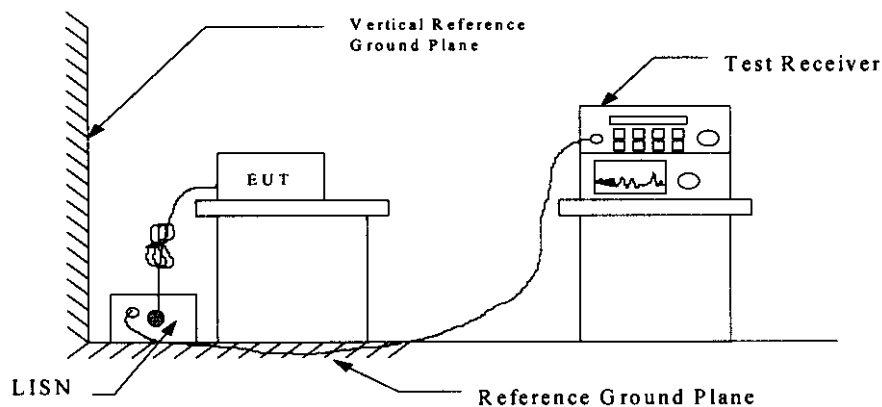 Vertical Reference
Ground Plane
Test Receiver
EUT
LISN
Reference Ground Plane